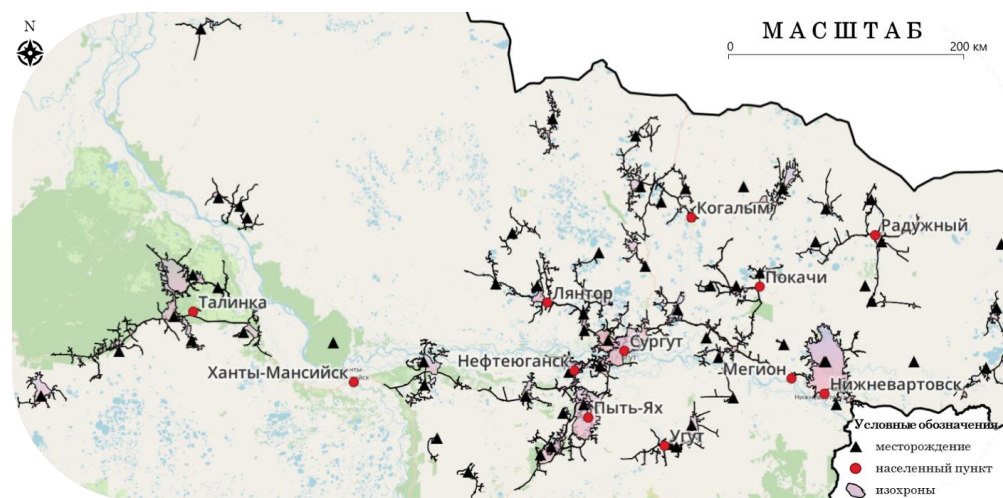 N
МАСШТАБ
0
200 км
Когалым
Радужный
Покачи
Лянтор
Талинка
Сургут
Нефтеюганск
Ханты-Мансийск
Мегион
Нижневартовск
Пыть-Ях
Угут
Условные обозначения
месторождение
населенный пункт
изохроны